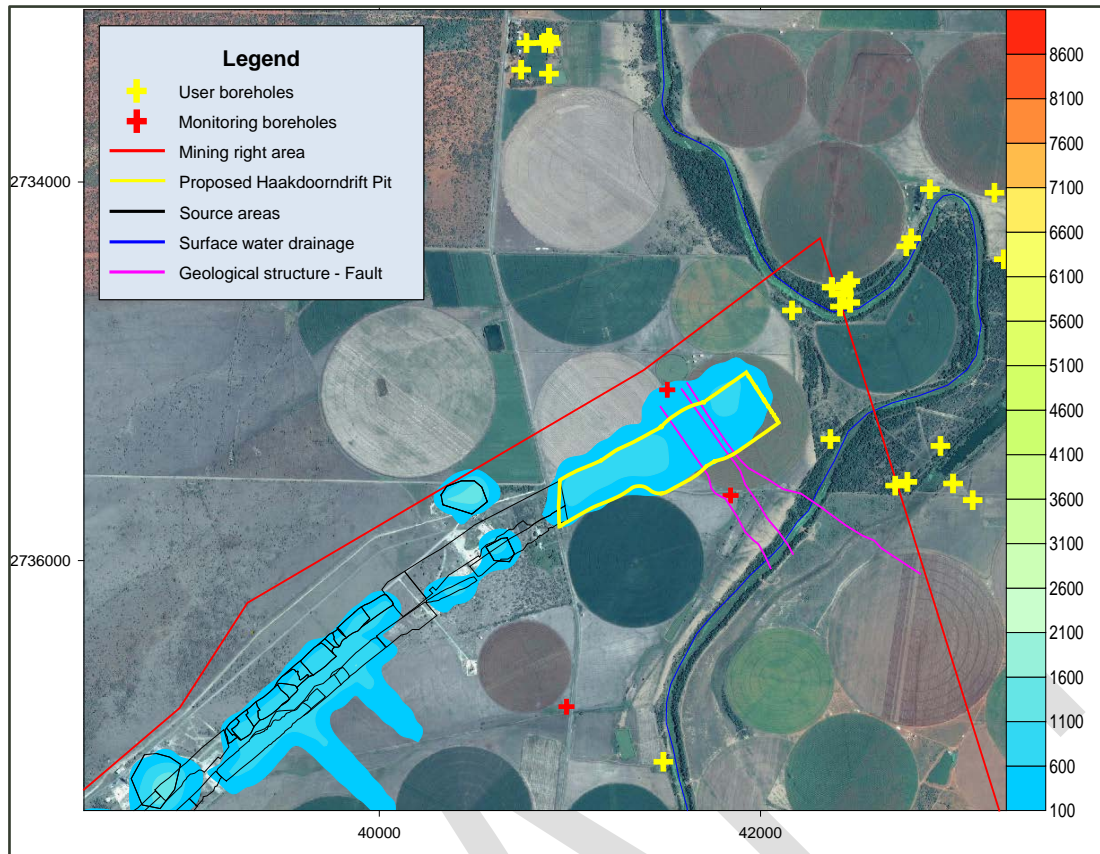 Legend
User boreholes
Monitoring boreholes
Mining right area
Proposed Haakdoorndrift Pit
Source areas
Surface water drainage
Geological structure - Fault
2734000
2736000
40000
42000
8600
8100
7600
7100
6600
6100
5600
5100
4600
4100
3600
3100
2600
2100
1600
1100
600
100